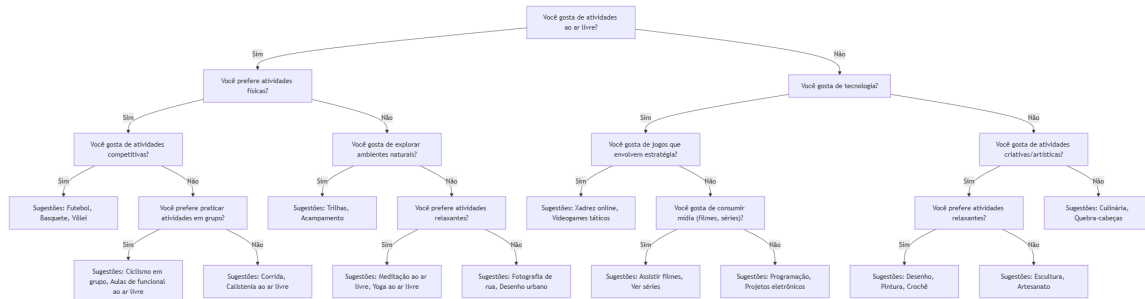 Você gosta de atividades
ao ar livre?
Sim
Não
Você prefere atividades
físicas?
Você gosta de tecnologia?
Sim
Não
Sim
Não
Você gosta de atividades
competitivas?
Você gosta de explorar
ambientes naturais?
Você gosta de jogos que
envolvem estratégia?
Você gosta de atividades
criativas/artísticas?
Sim
Não
Sim
Não
Sim
Não
Sim
Não
Sugestões: Futebol,
Basquete, Vôlei
Você prefere praticar
atividades em grupo?
Sugestões: Trilhas,
Acampamento
Você prefere atividades
relaxantes?
Sugestões: Xadrez online,
Videogames táticos
Você gosta de consumir
mídia (filmes, séries)?
Você prefere atividades
relaxantes?
Sugestões: Culinária,
Quebra-cabeças
Sim
Não
Sim
Não
Sim
Não
Sim
Não
Sugestões: Ciclismo em
grupo, Aulas de funcional
ao ar livre
Sugestões: Corrida,
Calistenia ao ar livre
Sugestões: Meditação ao ar
livre, Yoga ao ar livre
Sugestões: Fotografia de
rua, Desenho urbano
Sugestões: Assistir filmes,
Ver séries
Sugestões: Programação,
Projetos eletrônicos
Sugestões: Desenho,
Pintura, Crochê
Sugestões: Escultura,
Artesanato